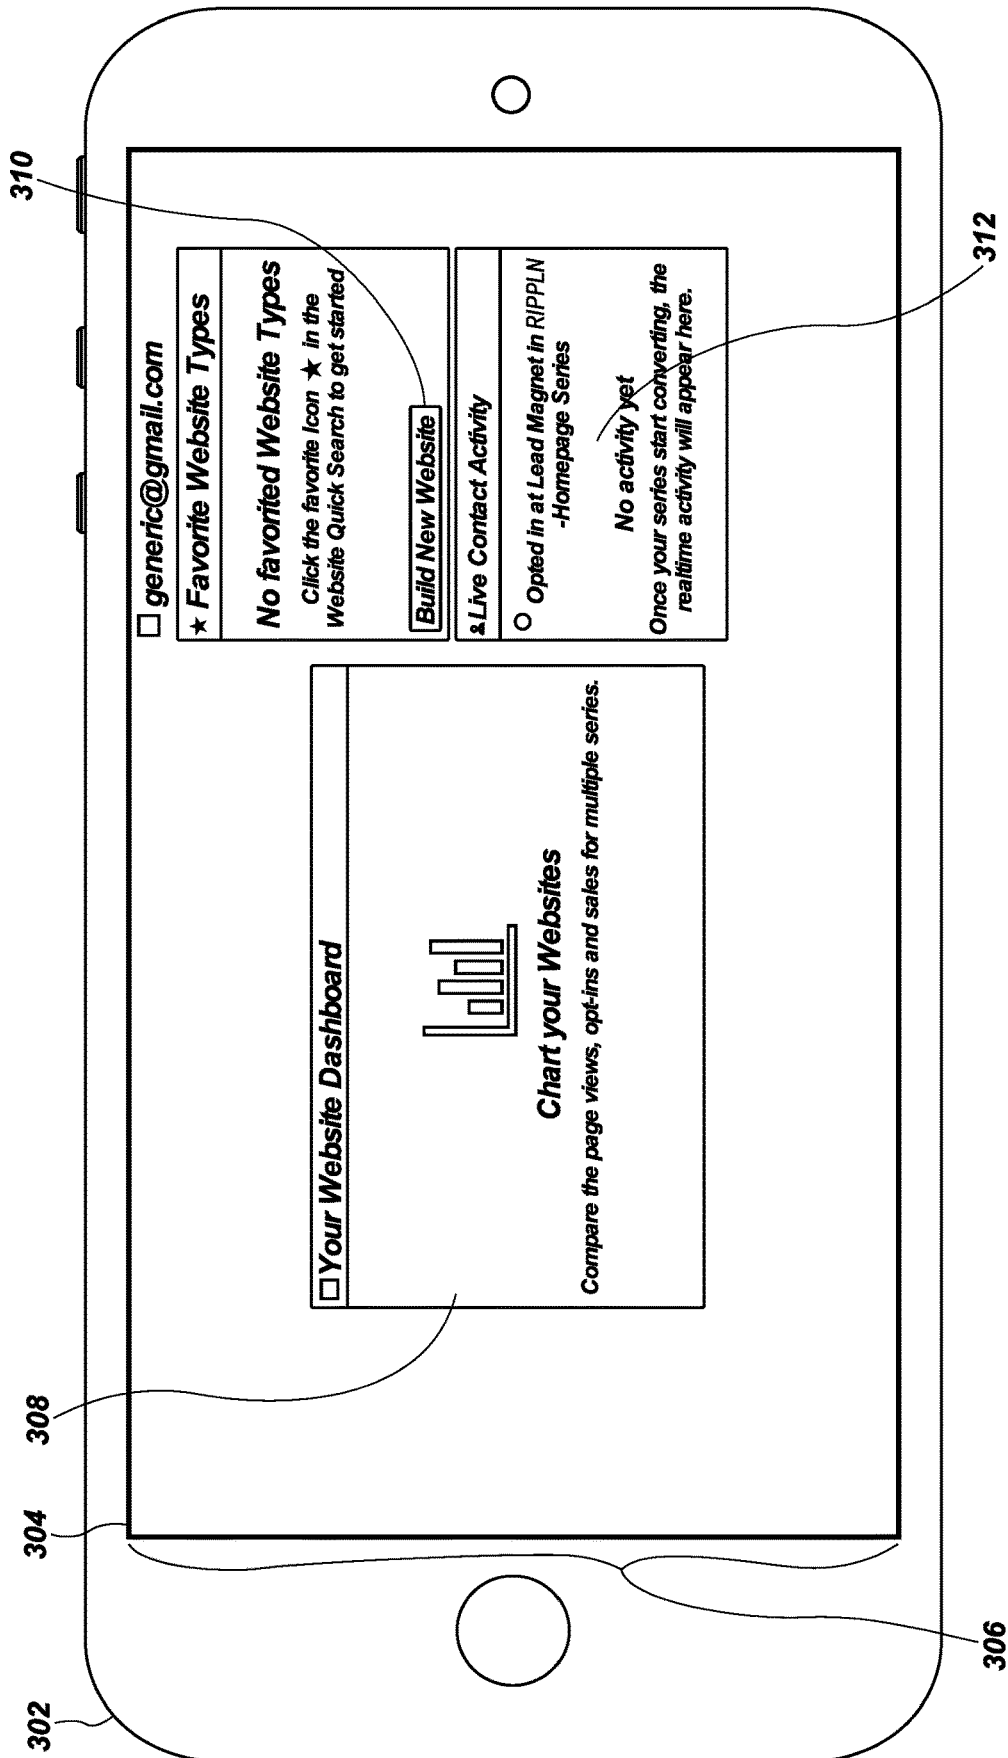 302
304
308
310
generic@gmail.com
Your Website Dashboard
Chart your Websites
Compare the page views, opt-ins and sales for multiple series.
★ Favorite Website Types
No favorited Website Types
Click the favorite Icon ★ in the
Website Quick Search to get started
Build New Website
Live Contact Activity
Opted in at Lead Magnet in RIPPLN
-Homepage Series
No activity yet
Once your series start converting, the
realtime activity will appear here.
306
312